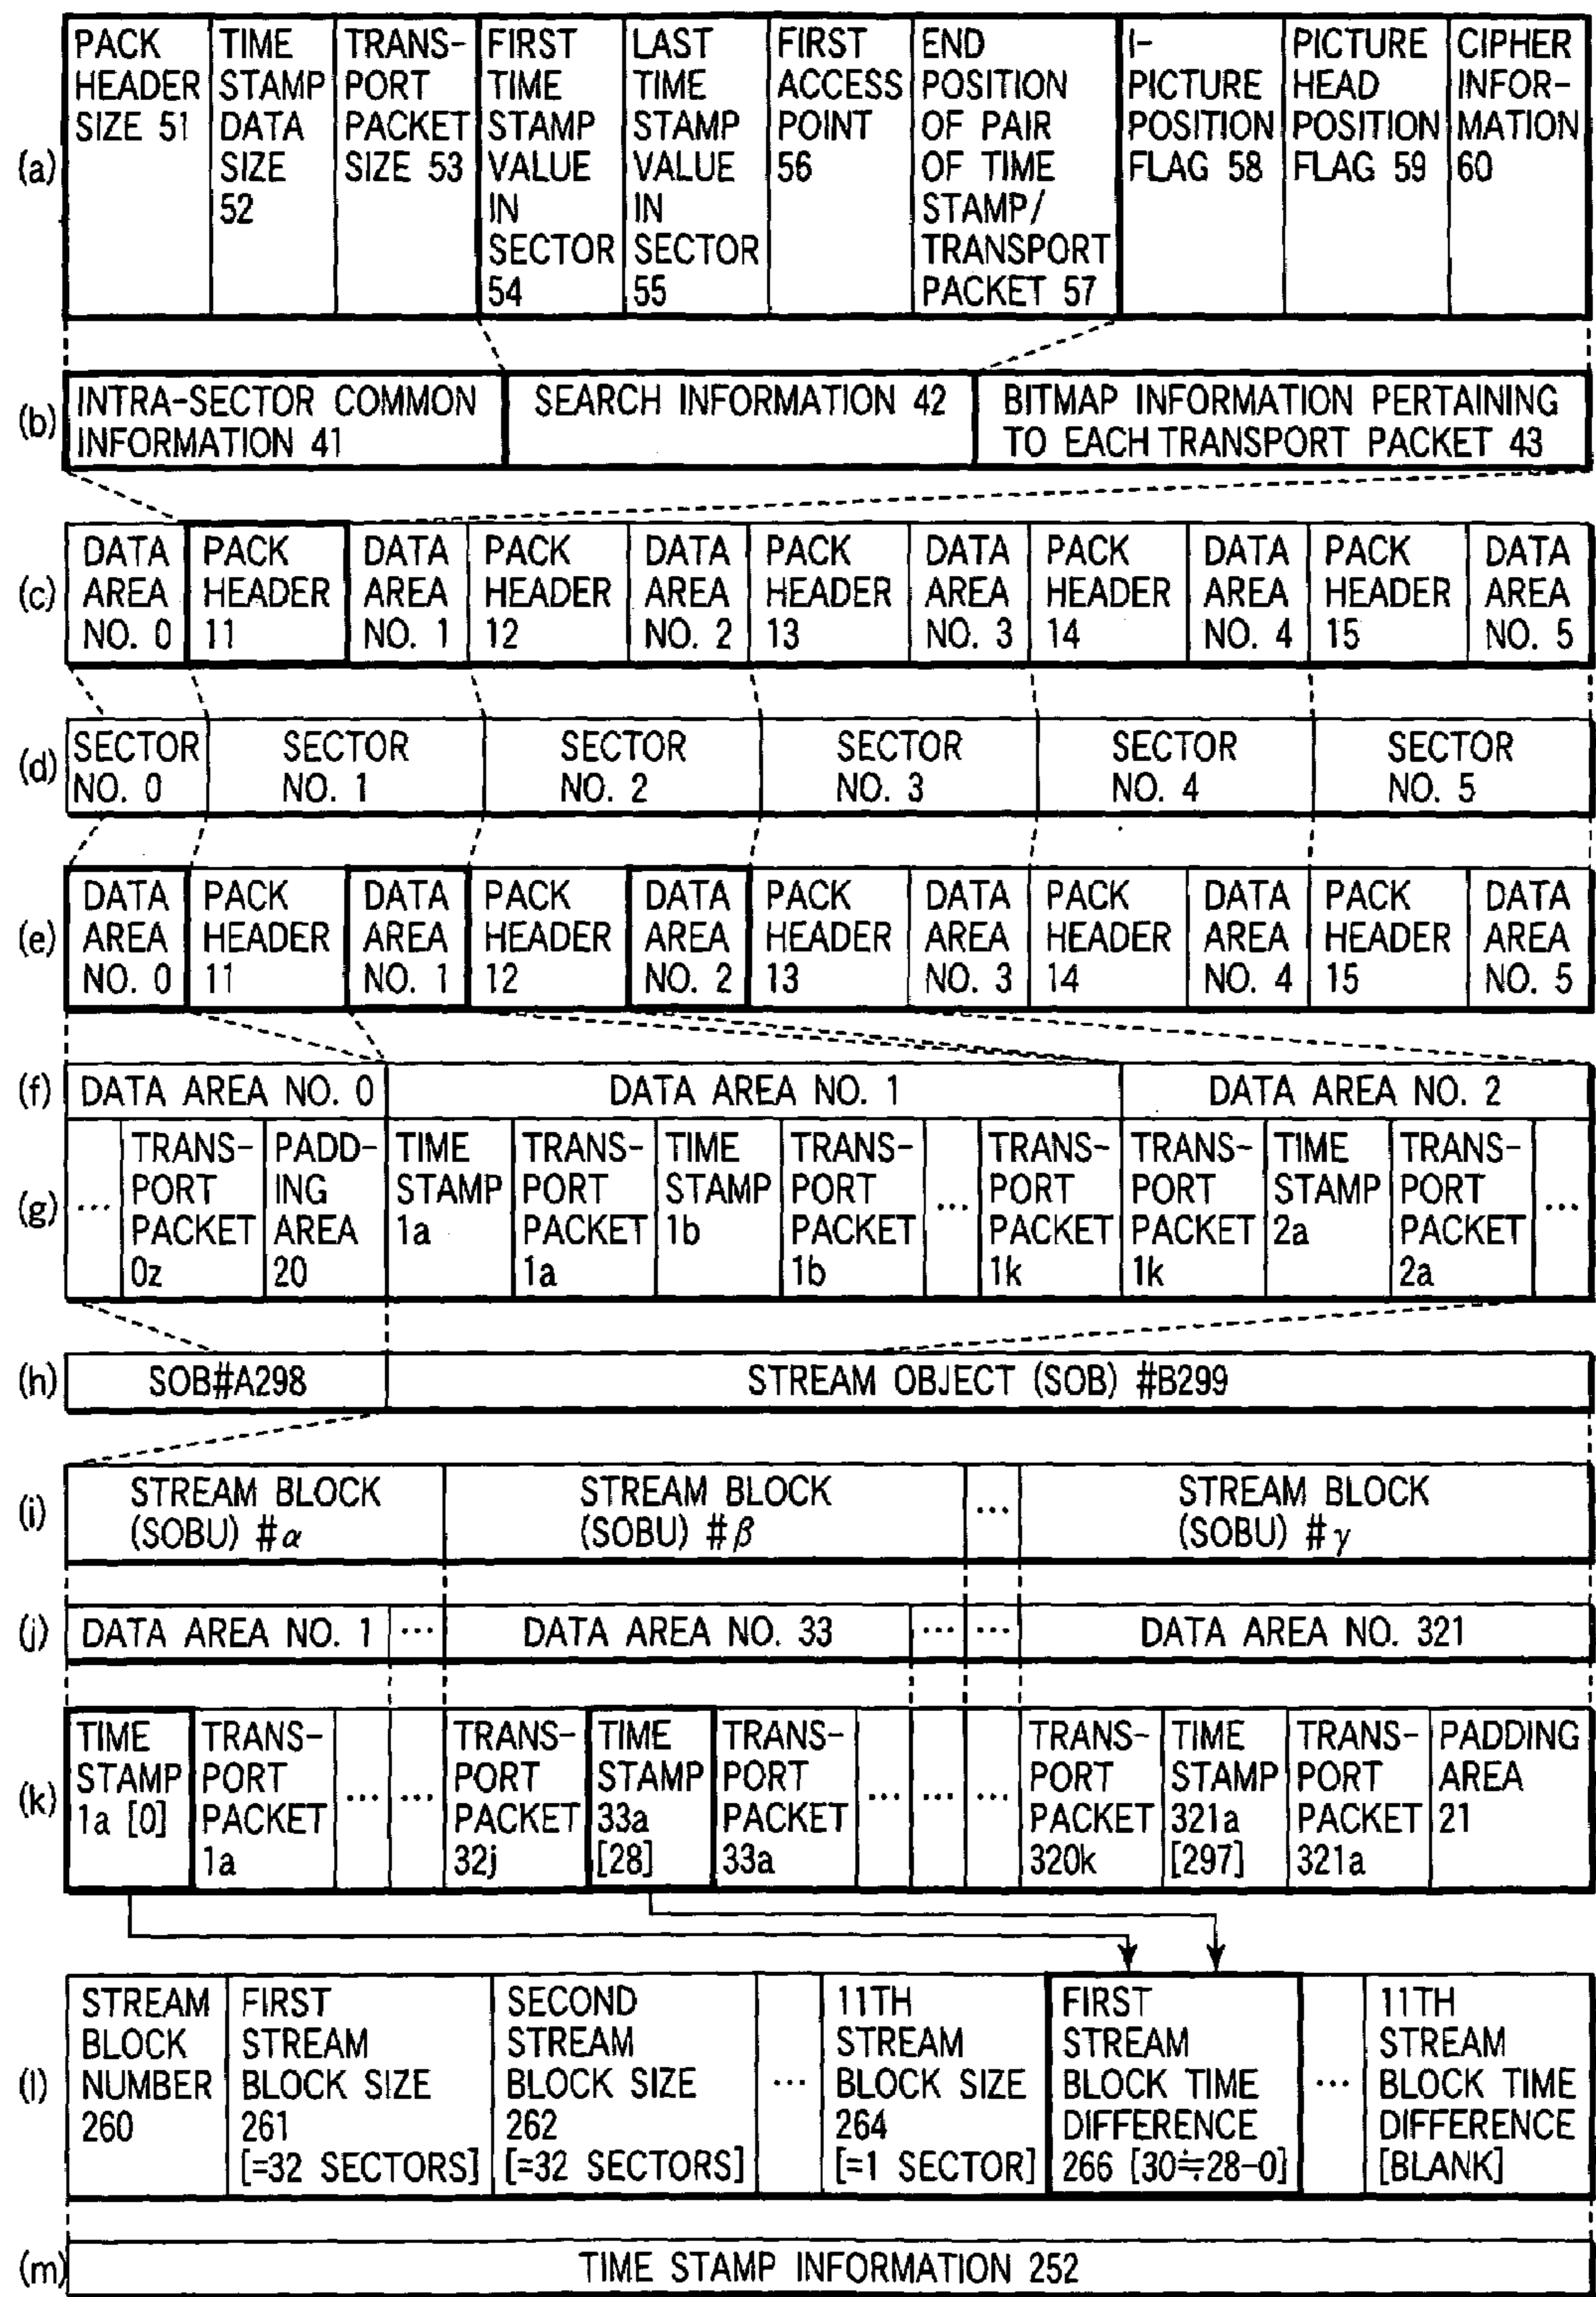 (a)
PACK
HEADER
SIZE 51
TIME
STAMP
DATA
SIZE
52
TRANS-
PORT
PACKET
SIZE 53
FIRST
TIME
STAMP
VALUE
IN
SECTOR
54
LAST
TIME
STAMP
VALUE
IN
SECTOR
55
FIRST
ACCESS
POINT
56
END
POSITION
OF PAIR
OF TIME
STAMP/
TRANSPORT
PACKET 57
I-
PICTURE
POSITION
FLAG 58
PICTURE
HEAD
POSITION
FLAG 59
CIPHER
INFOR-
MATION
60
(b)
INTRA-SECTOR COMMON
INFORMATION 41
SEARCH INFORMATION 42
BITMAP INFORMATION PERTAINING
TO EACH TRANSPORT PACKET 43
(c)
DATA
AREA
NO. 0
PACK
HEADER
11
DATA
AREA
NO. 1
PACK
HEADER
12
DATA
AREA
NO. 2
PACK
HEADER
13
DATA
AREA
NO. 3
PACK
HEADER
14
DATA
AREA
NO. 4
PACK
HEADER
15
DATA
AREA
NO. 5
(d)
SECTOR
NO. 0
SECTOR
NO. 1
SECTOR
NO. 2
SECTOR
NO. 3
SECTOR
NO. 4
SECTOR
NO. 5
(e)
DATA
AREA
NO. 0
PACK
HEADER
11
DATA
AREA
NO. 1
PACK
HEADER
12
DATA
AREA
NO. 2
PACK
HEADER
13
DATA
AREA
NO. 3
PACK
HEADER
14
DATA
AREA
NO. 4
PACK
HEADER
15
DATA
AREA
NO. 5
(f)
DATA AREA NO. 0
DATA AREA NO. 1
DATA AREA NO. 2
(g)
...
TRANS-
PORT
PACKET
0z
PADD-
ING
AREA
20
TIME
STAMP
1a
TRANS-
PORT
PACKET
1a
TIME
STAMP
1b
TRANS-
PORT
PACKET
1b
...
TRANS-
PORT
PACKET
1k
TRANS-
PORT
PACKET
1k
TIME
STAMP
2a
TRANS-
PORT
PACKET
2a
...
(h)
SOB#A298
STREAM OBJECT (SOB) #B299
(i)
STREAM BLOCK
(SOBU) #α
STREAM BLOCK
(SOBU) #β
...
STREAM BLOCK
(SOBU) #γ
(j)
DATA AREA NO. 1
...
DATA AREA NO. 33
...
...
DATA AREA NO. 321
(k)
TIME
STAMP
1a [0]
TRANS-
PORT
PACKET
1a
...
...
TRANS-
PORT
PACKET
32j
TIME
STAMP
33a
[28]
TRANS-
PORT
PACKET
33a
...
...
...
TRANS-
PORT
PACKET
320k
TIME
STAMP
321a
[297]
TRANS-
PORT
PACKET
321a
PADDING
AREA
21
(l)
STREAM
BLOCK
NUMBER
260
FIRST
STREAM
BLOCK SIZE
261
[=32 SECTORS]
SECOND
STREAM
BLOCK SIZE
262
[=32 SECTORS]
...
11TH
STREAM
BLOCK SIZE
264
[=1 SECTOR]
FIRST
STREAM
BLOCK TIME
DIFFERENCE
266 [30≒28-0]
...
11TH
STREAM
BLOCK TIME
DIFFERENCE
[BLANK]
(m)
TIME STAMP INFORMATION 252